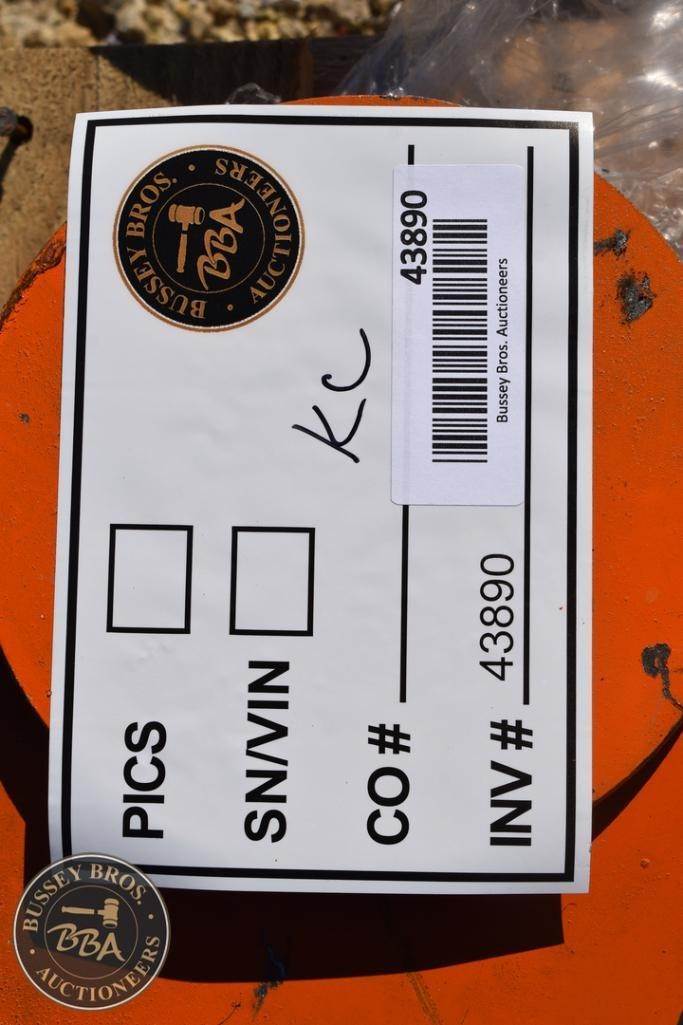 BUSSEY BROS. · AUCTIONEERS ·
BBA
PICS
SN/VIN
KC
CO #
43890
Bussey Bros. Auctioneers
INV # 43890
BUSSEY BROS. · AUCTIONEERS ·
BBA